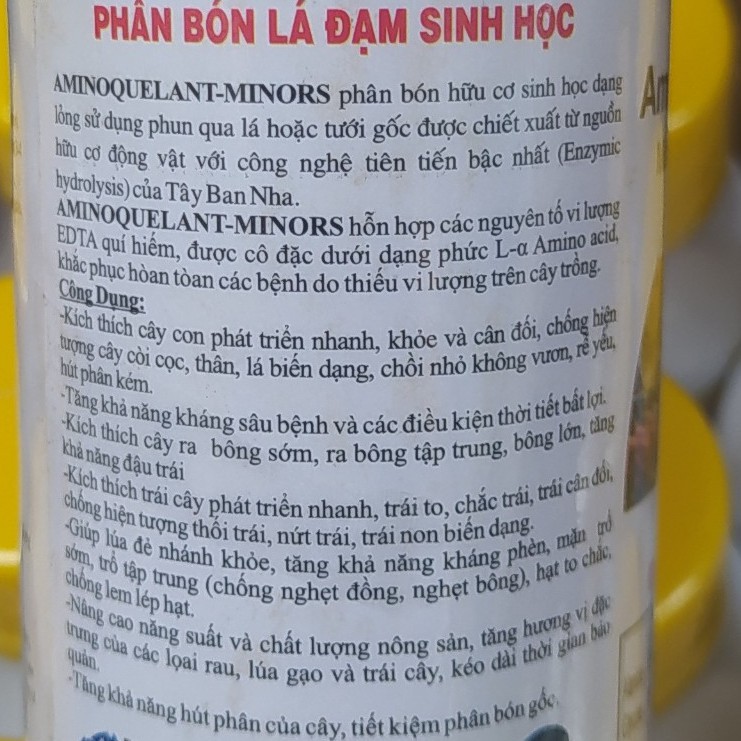 PHÂN BÓN LÁ ĐẠM SINH HỌC
AMINOQUELANT-MINORS phân bón hữu cơ sinh học dạng
lỏng sử dụng phun qua lá hoặc tưới gốc được chiết xuất từ nguồn
hữu cơ động vật với công nghệ tiên tiến bậc nhất (Enzymic
hydrolysis) của Tây Ban Nha.
AMINOQUELANT-MINORS hỗn hợp các nguyên tố vi lượng
EDTA quí hiếm, được cô đặc dưới dạng phức L-α Amino acid,
khắc phục hòan tòan các bệnh do thiếu vi lượng trên cây trồng.
Công Dụng:
-Kích thích cây con phát triển nhanh, khỏe và cân đối, chống hiện
tượng cây còi cọc, thân, lá biến dạng, chồi nhỏ không vươn, rễ yếu,
hút phân kém.
-Tăng khả năng kháng sâu bệnh và các điều kiện thời tiết bất lợi.
-Kích thích cây ra bông sớm, ra bông tập trung, bông lớn, tăng
khả năng đậu trái
-Kích thích trái cây phát triển nhanh, trái to, chắc trái, trái cân đối,
chống hiện tượng thối trái, nứt trái, trái non biến dạng.
-Giúp lúa đẻ nhánh khỏe, tăng khả năng kháng phèn, mặn trổ
sớm, trổ tập trung (chống nghẹt đồng, nghẹt bông), hạt to chắc,
chống lem lép hạt.
-Nâng cao năng suất và chất lượng nông sản, tăng hương vị đặc
trưng của các lọai rau, lúa gạo và trái cây, kéo dài thời gian bảo
quản.
-Tăng khả năng hút phân của cây, tiết kiệm phân bón gốc.